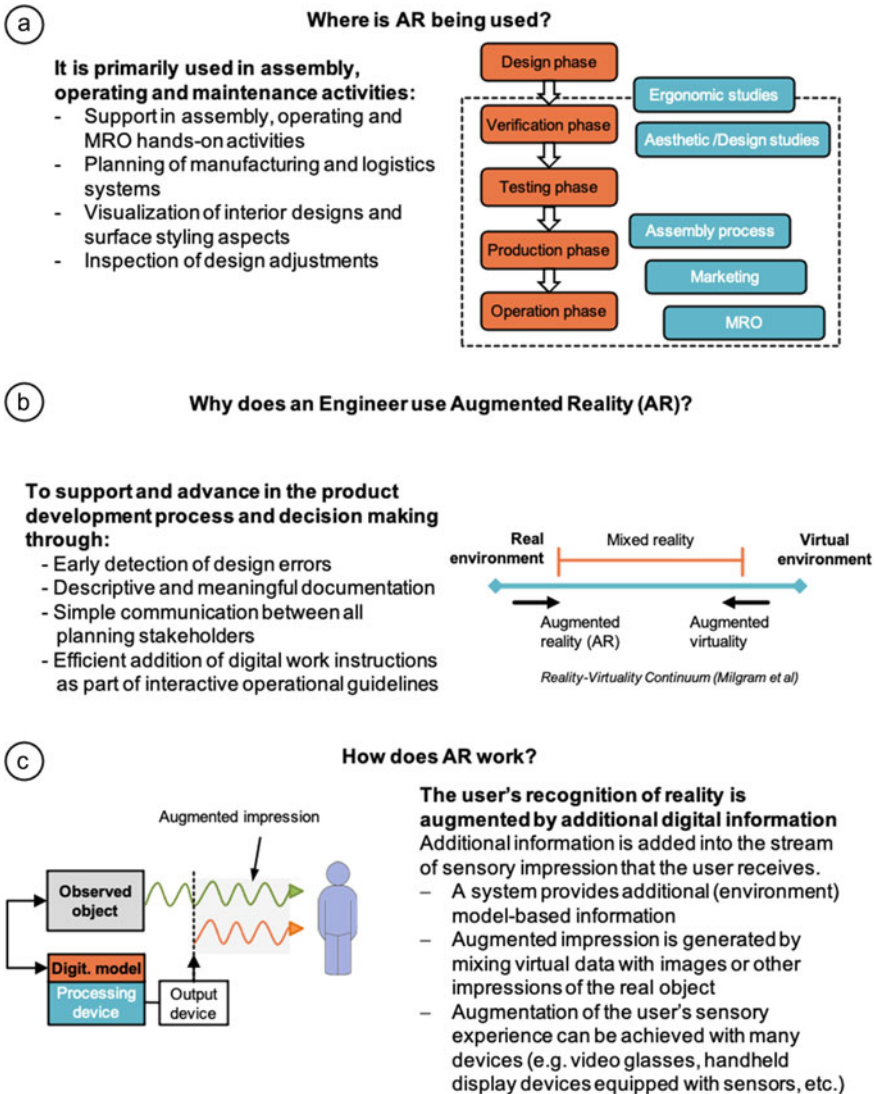 a
Where is AR being used?
It is primarily used in assembly,
operating and maintenance activities:
- Support in assembly, operating and
MRO hands-on activities
- Planning of manufacturing and logistics
systems
- Visualization of interior designs and
surface styling aspects
- Inspection of design adjustments
Design phase
Verification phase
Testing phase
Production phase
Operation phase
Ergonomic studies
Aesthetic /Design studies
Assembly process
Marketing
MRO
b
Why does an Engineer use Augmented Reality (AR)?
To support and advance in the product
development process and decision making
through:
- Early detection of design errors
- Descriptive and meaningful documentation
- Simple communication between all
planning stakeholders
- Efficient addition of digital work instructions
as part of interactive operational guidelines
Real
environment
Mixed reality
Virtual
environment
Augmented
reality (AR)
Augmented
virtuality
Reality-Virtuality Continuum (Milgram et al)
c
How does AR work?
Augmented impression
Observed
object
Digit. model
Processing
device
Output
device
The user's recognition of reality is
augmented by additional digital information
Additional information is added into the stream
of sensory impression that the user receives.
– A system provides additional (environment)
model-based information
– Augmented impression is generated by
mixing virtual data with images or other
impressions of the real object
– Augmentation of the user's sensory
experience can be achieved with many
devices (e.g. video glasses, handheld
display devices equipped with sensors, etc.)